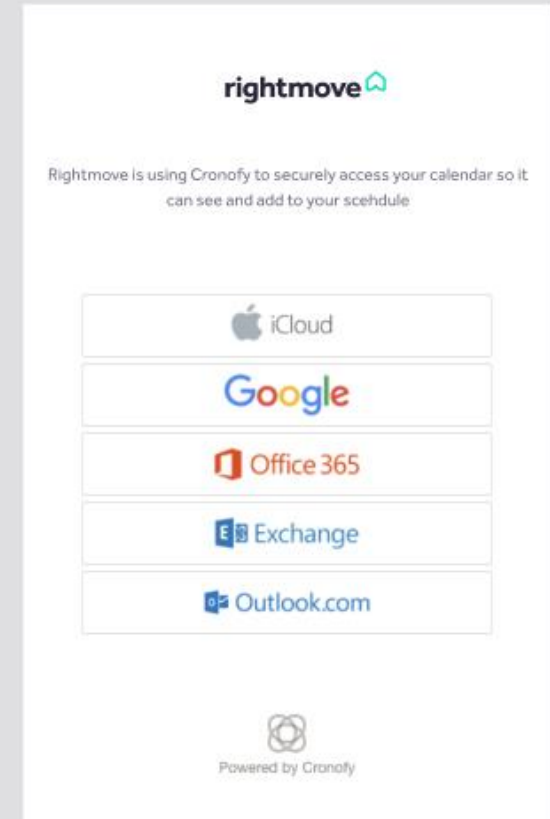 rightmove
Rightmove is using Cronofy to securely access your calendar so it
can see and add to your scehdule
iCloud
Google
Office 365
Exchange
Outlook.com
Powered by Cronofy